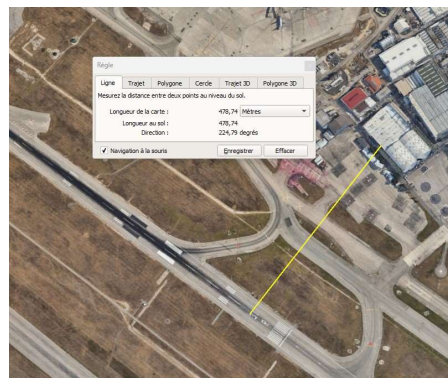 Règle
Ligne Trajet Polygone Cercle Trajet 3D Polygone 3D
Mesurez la distance entre deux points au niveau du sol.
Longueur de la carte : 478,74 Mètres
Longueur au sol : 478,74
Direction : 224,79 degrés
Navigation à la souris Enregistrer Effacer